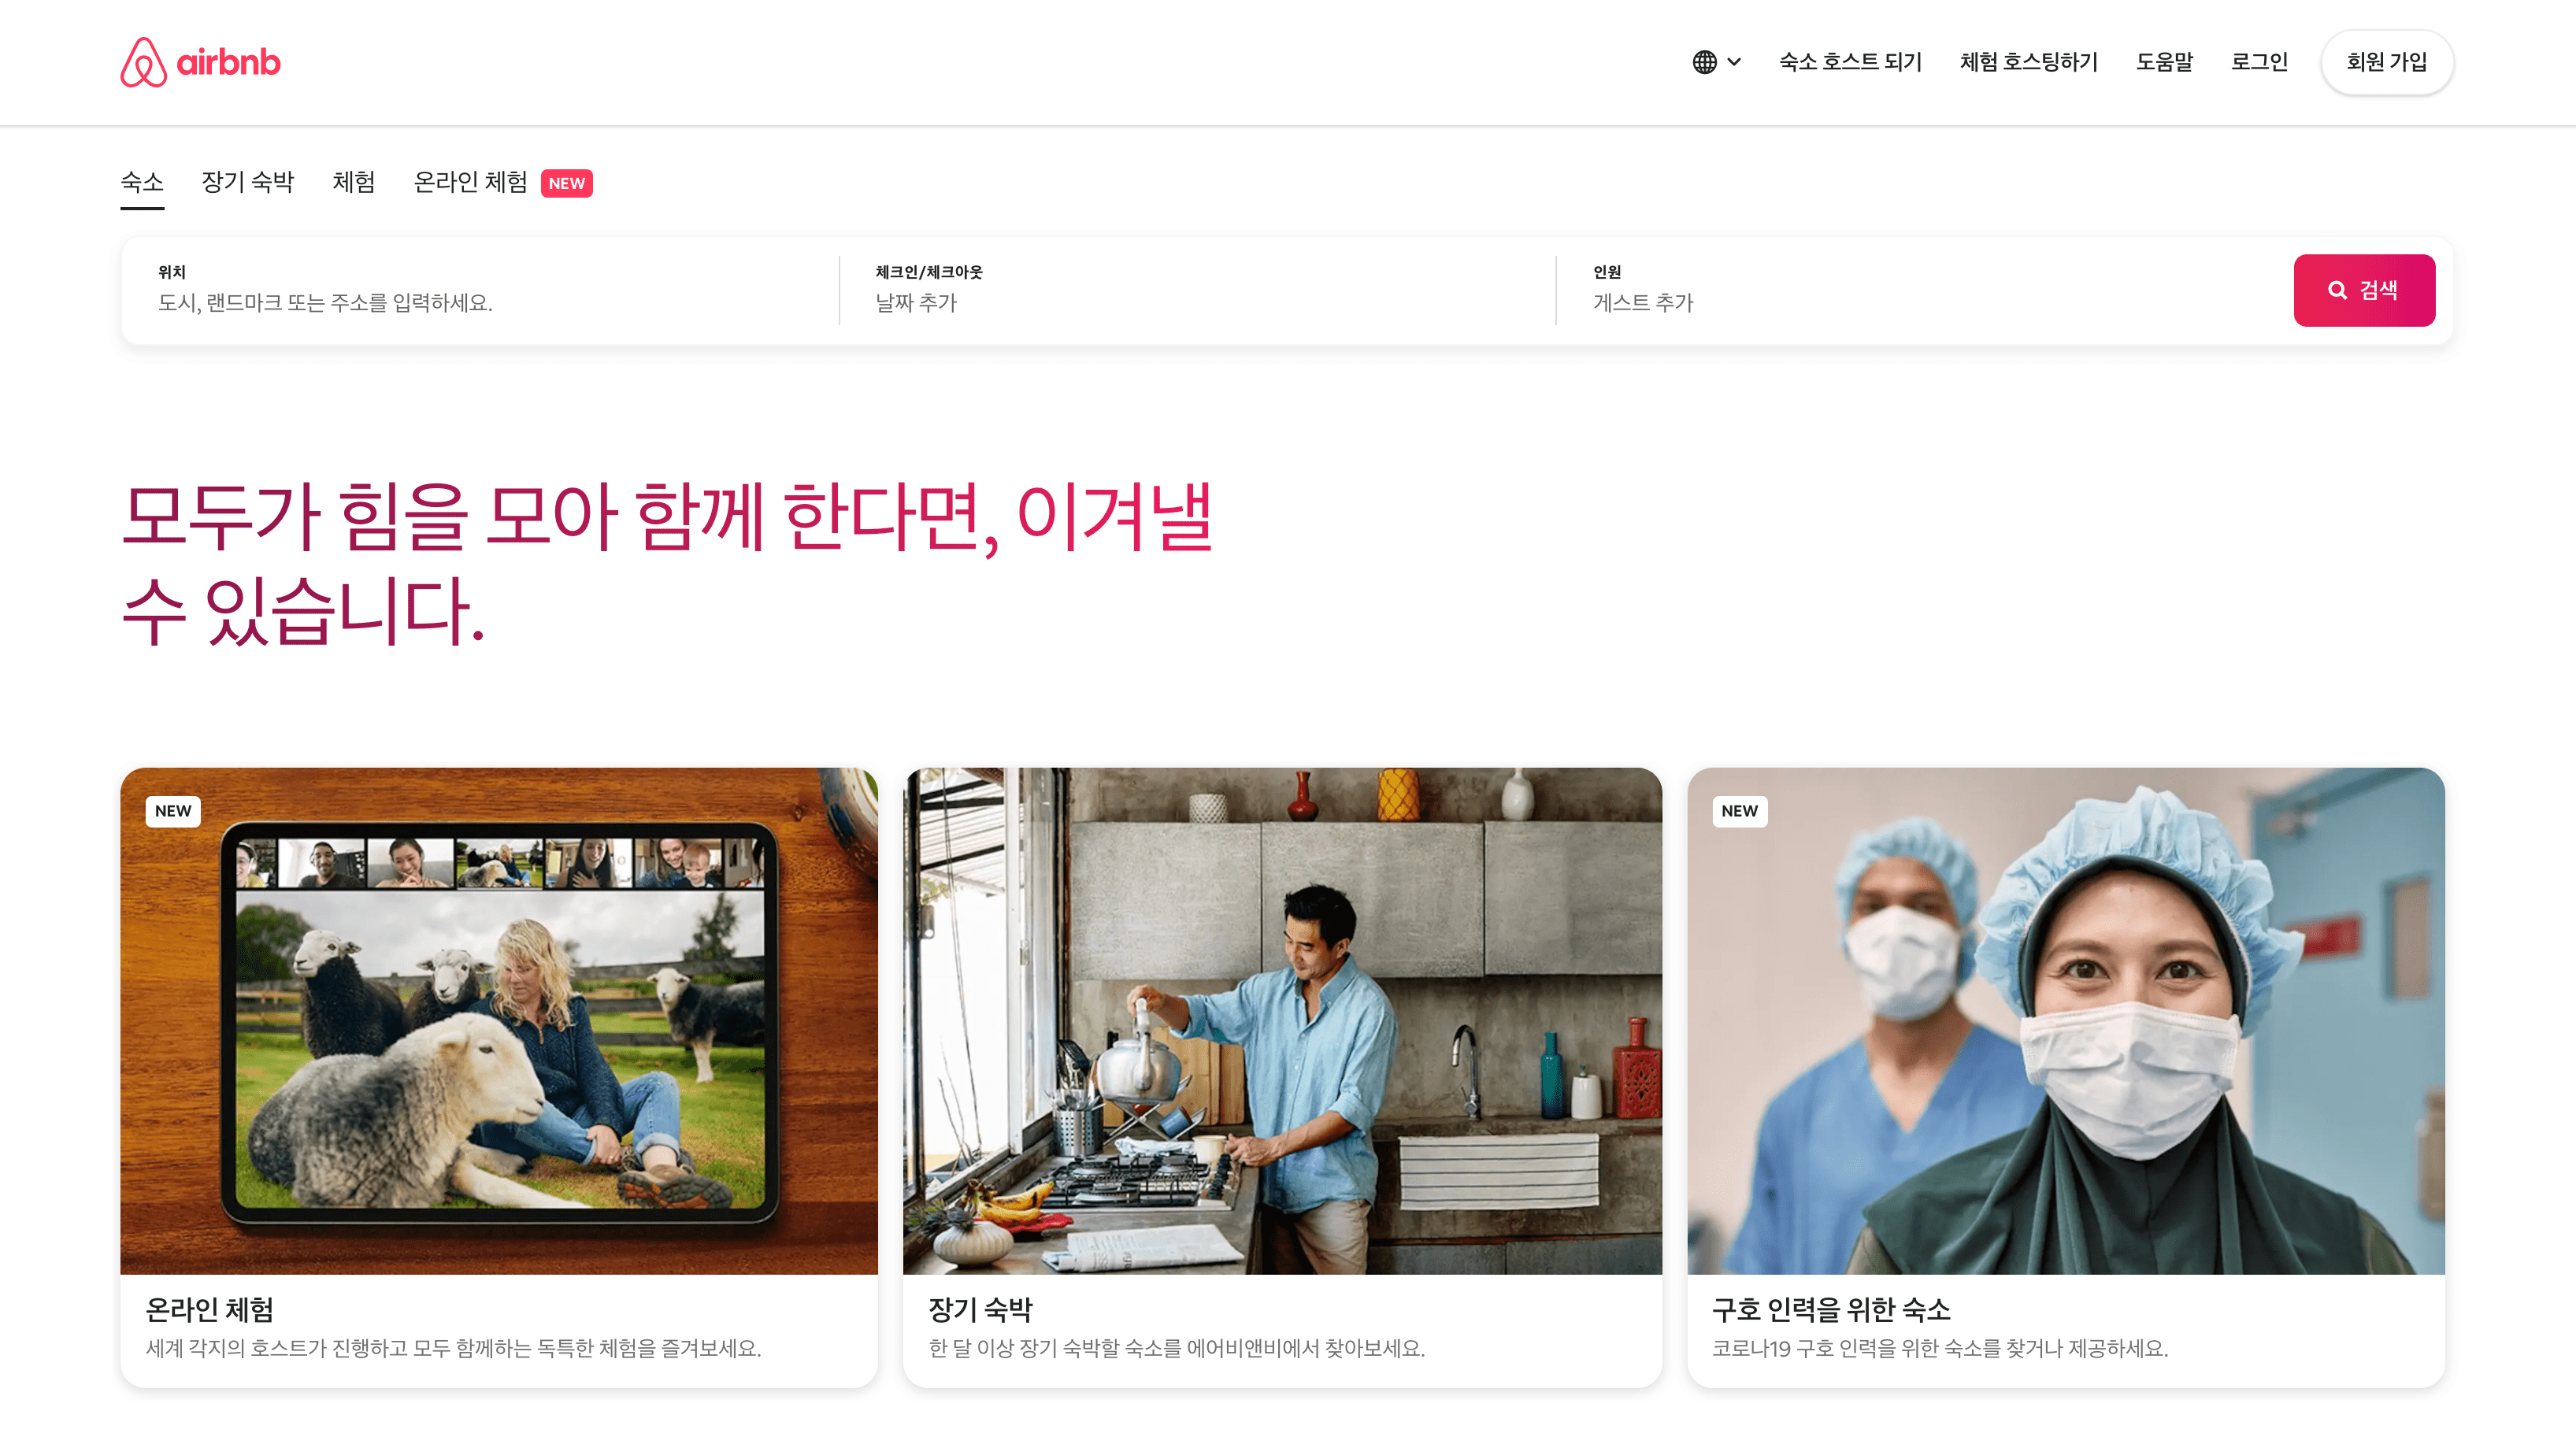 airbnb
숙소 호스트 되기
체험 호스팅하기
도움말
로그인
회원 가입
숙소
장기 숙박
체험
온라인 체험 NEW
위치
도시, 랜드마크 또는 주소를 입력하세요.
체크인/체크아웃
날짜 추가
인원
게스트 추가
검색
모두가 힘을 모아 함께 한다면, 이겨낼
수 있습니다.
NEW
온라인 체험
세계 각지의 호스트가 진행하고 모두 함께하는 독특한 체험을 즐겨보세요.
장기 숙박
한 달 이상 장기 숙박할 숙소를 에어비앤비에서 찾아보세요.
NEW
구호 인력을 위한 숙소
코로나19 구호 인력을 위한 숙소를 찾거나 제공하세요.